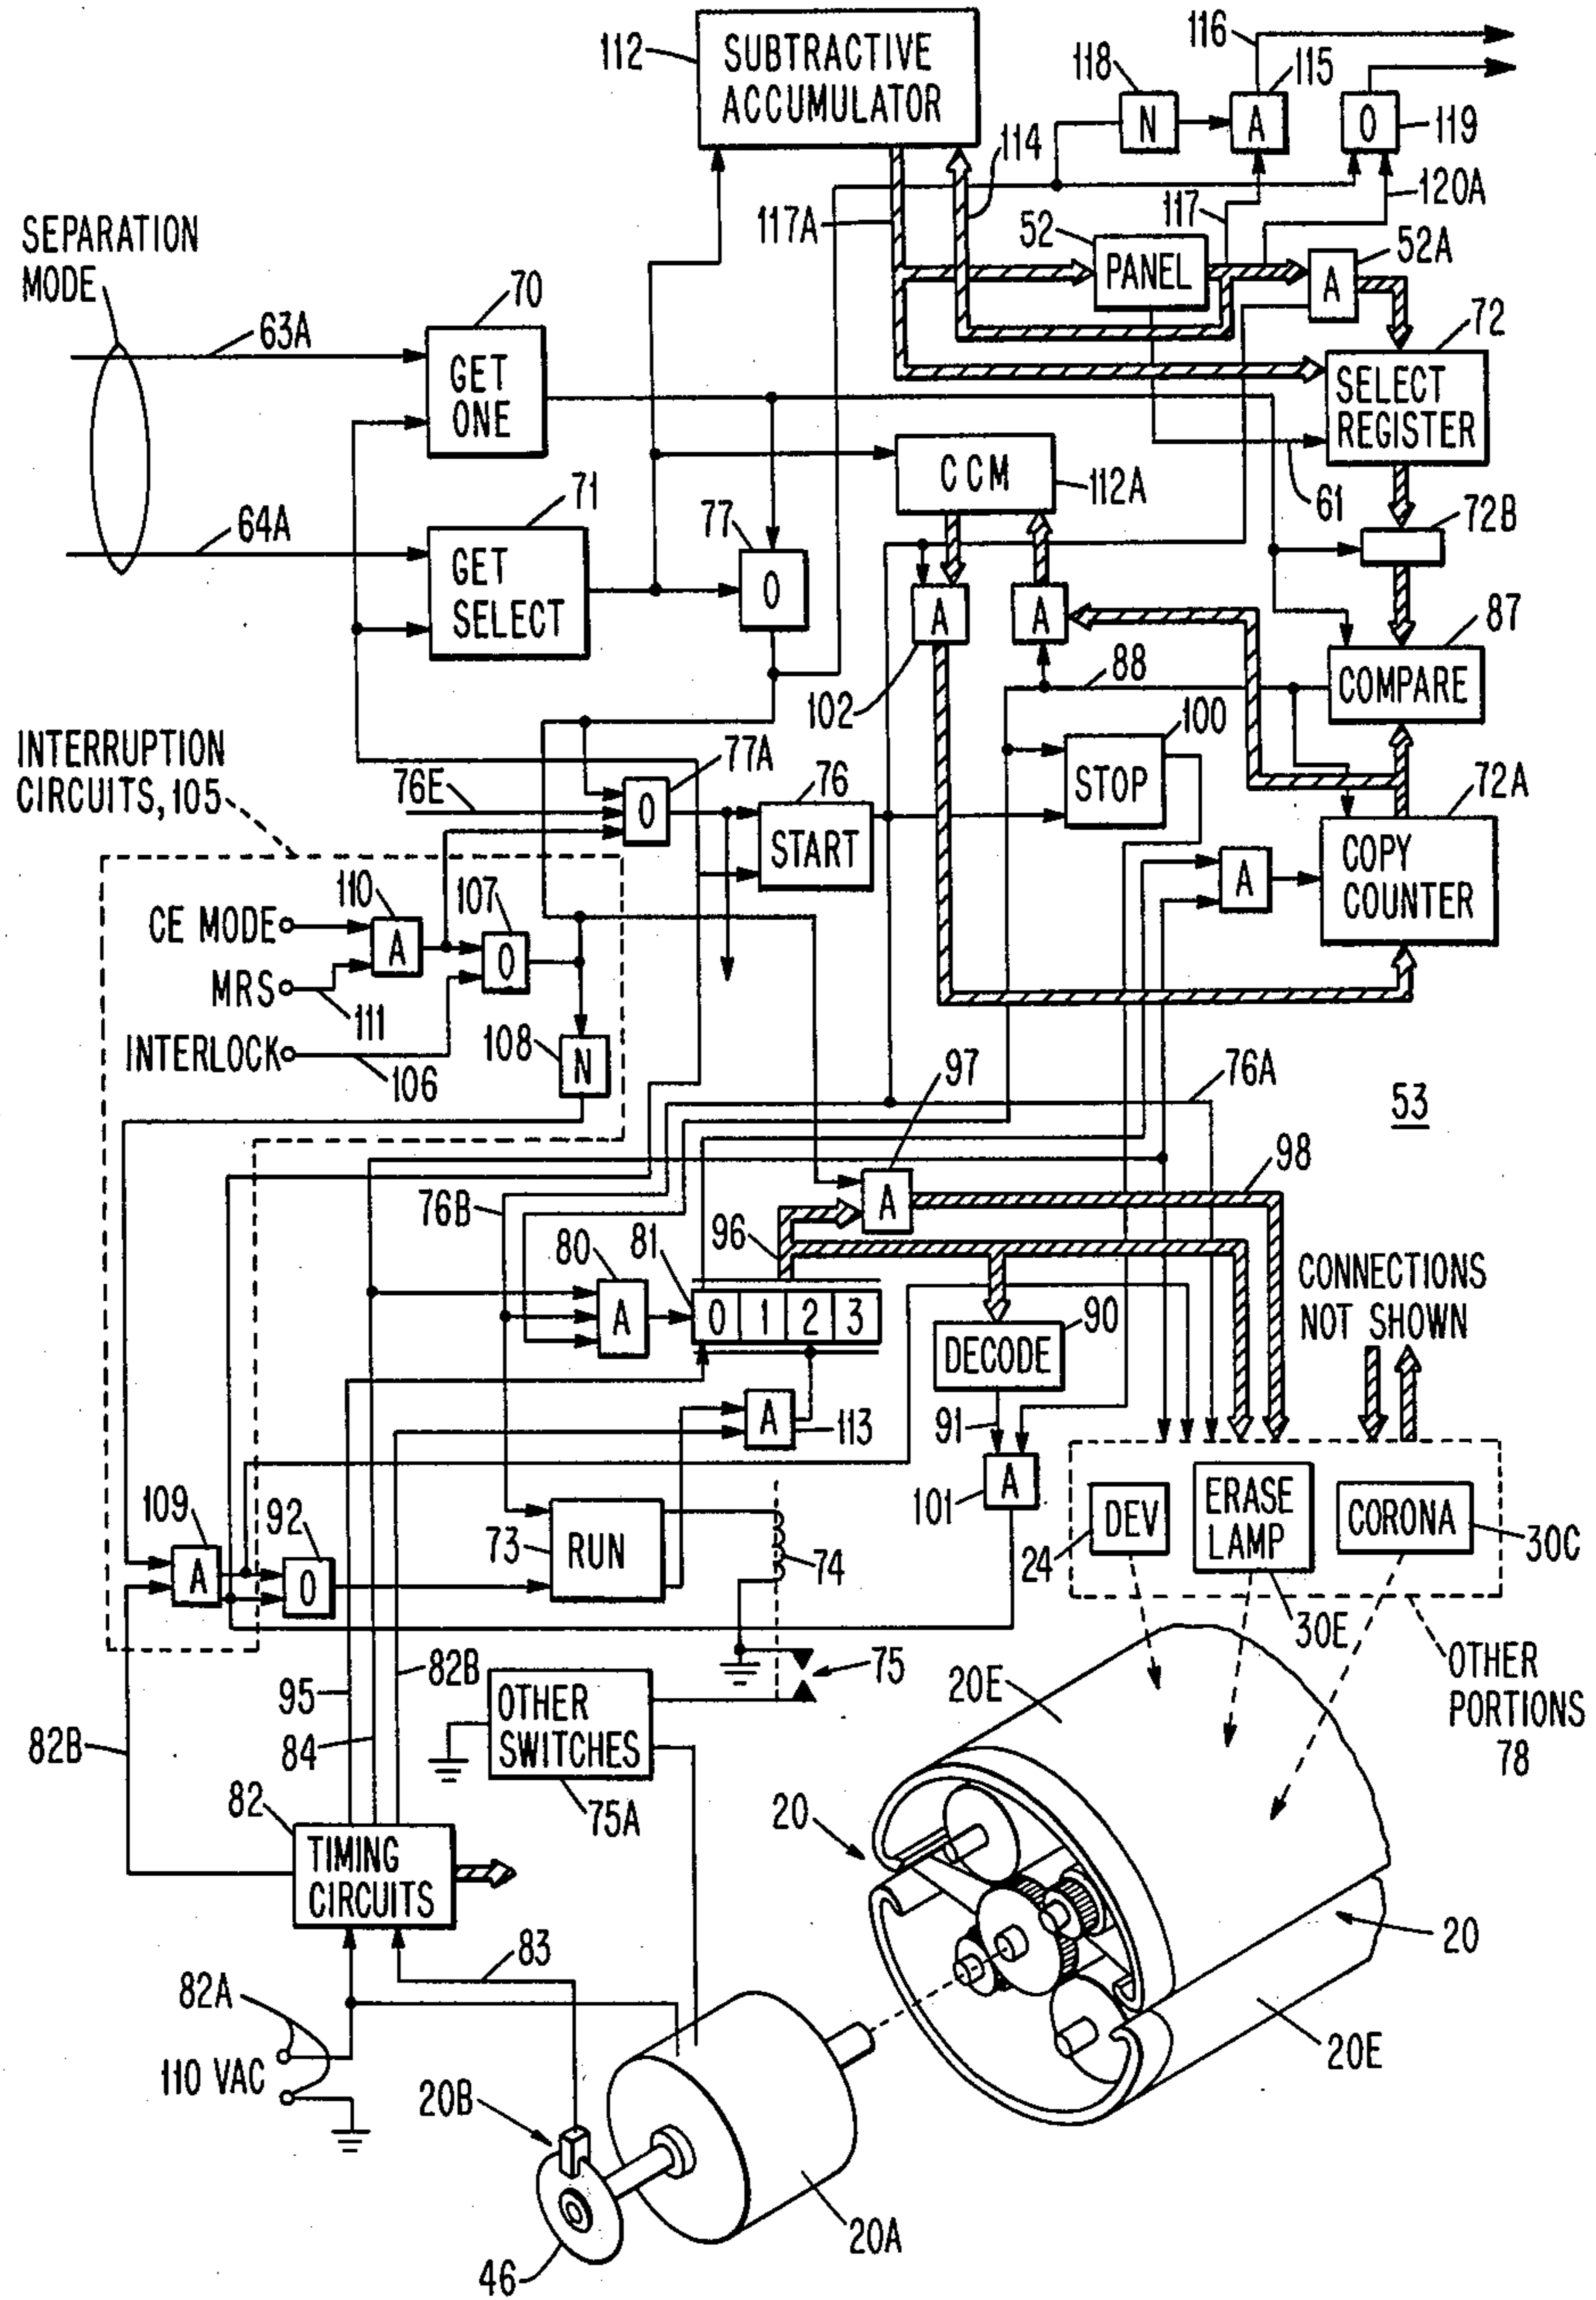 112
SUBTRACTIVE
ACCUMULATOR
116
118
N
A
115
O
119
114
117A
117
120A
SEPARATION
MODE
52
PANEL
52A
A
70
63A
GET
ONE
72
SELECT
REGISTER
CCM
112A
61
72B
71
64A
GET
SELECT
77
O
A
A
87
COMPARE
102
88
100
INTERRUPTION
CIRCUITS, 105
77A
76E
O
76
START
STOP
72A
COPY
COUNTER
A
110
107
CE MODE
A
O
MRS
111
INTERLOCK
106
108
N
97
76A
53
98
76B
96
A
80
81
A
0 1 2 3
CONNECTIONS
NOT SHOWN
DECODE
90
A
113
91
109
92
A
O
73
RUN
74
101
A
24
DEV
ERASE
LAMP
CORONA
30C
30E
75
OTHER
PORTIONS
78
95
84
82B
82B
OTHER
SWITCHES
75A
20E
82
TIMING
CIRCUITS
20
20
83
82A
110 VAC
20E
20B
20A
46